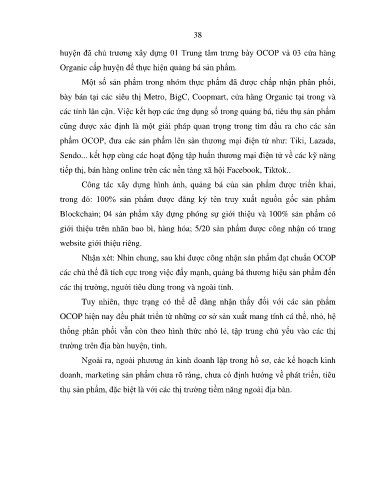 38
huyện đã chủ trương xây dựng 01 Trung tâm trưng bày OCOP và 03 cửa hàng
Organic cấp huyện để thực hiện quảng bá sản phẩm.
Một số sản phẩm trong nhóm thực phẩm đã được chấp nhận phân phối,
bày bán tại các siêu thị Metro, BigC, Coopmart, cửa hàng Organic tại trong và
các tỉnh lân cận. Việc kết hợp các ứng dụng số trong quảng bá, tiêu thụ sản phẩm
cũng được xác định là một giải pháp quan trọng trong tìm đầu ra cho các sản
phẩm OCOP, đưa các sản phẩm lên sàn thương mại điện tử như: Tiki, Lazada,
Sendo... kết hợp cùng các hoạt động tập huấn thương mại điện tử về các kỹ năng
tiếp thị, bán hàng online trên các nền tảng xã hội Facebook, Tiktok..
Công tác xây dựng hình ảnh, quảng bá của sản phẩm được triển khai,
trong đó: 100% sản phẩm được đăng ký tên truy xuất nguồn gốc sản phẩm
Blockchain; 04 sản phẩm xây dựng phóng sự giới thiệu và 100% sản phẩm có
giới thiệu trên nhãn bao bì, hàng hóa; 5/20 sản phẩm được công nhận có trang
website giới thiệu riêng.
Nhận xét: Nhìn chung, sau khi được công nhận sản phẩm đạt chuẩn OCOP
các chủ thể đã tích cực trong việc đẩy mạnh, quảng bá thương hiệu sản phẩm đến
các thị trường, người tiêu dùng trong và ngoài tỉnh.
Tuy nhiên, thực trạng có thể dễ dàng nhận thấy đối với các sản phẩm
OCOP hiện nay đều phát triển từ những cơ sở sản xuất mang tính cá thể, nhỏ, hệ
thống phân phối vẫn còn theo hình thức nhỏ lẻ, tập trung chủ yếu vào các thị
trường trên địa bàn huyện, tỉnh.
Ngoài ra, ngoài phương án kinh doanh lập trong hồ sơ, các kế hoạch kinh
doanh, marketing sản phẩm chưa rõ ràng, chưa có định hướng về phát triển, tiêu
thụ sản phẩm, đặc biệt là với các thị trường tiềm năng ngoài địa bàn.